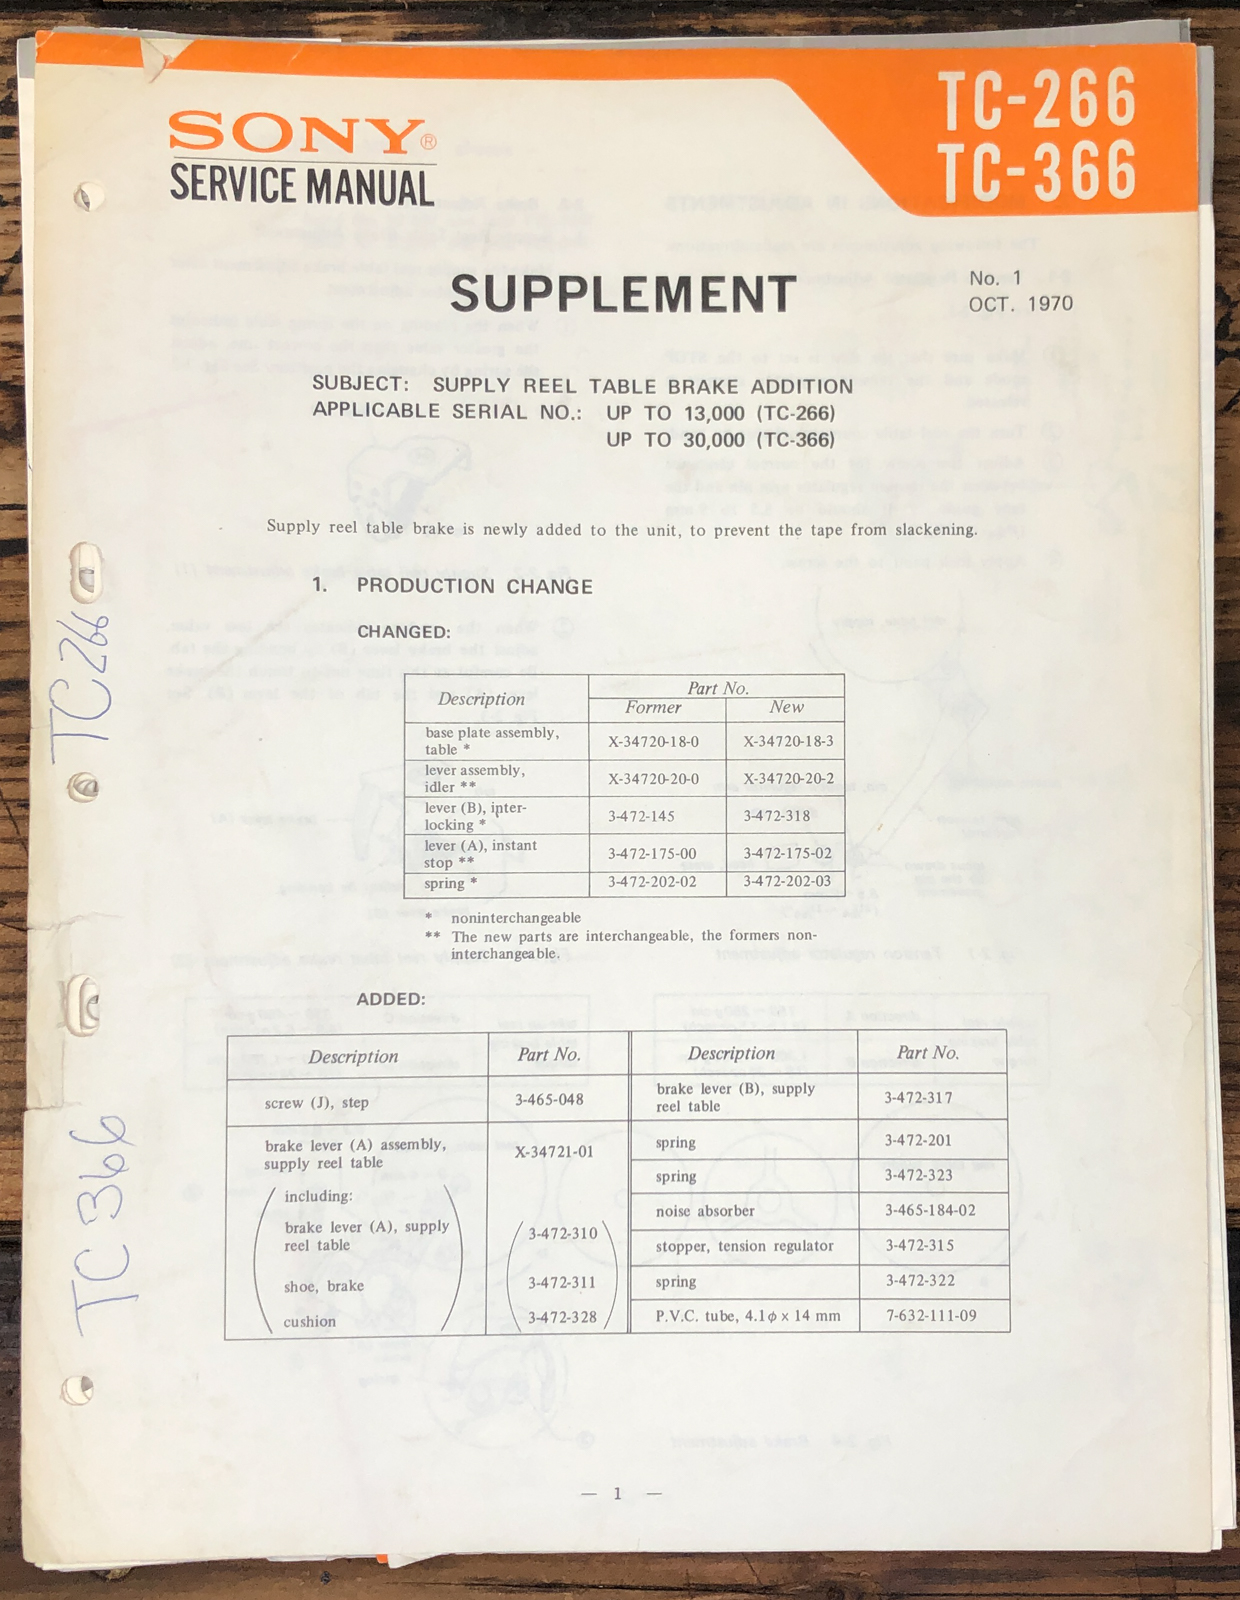 TC-266
TC-366
SONY®
SERVICE MANUAL
SUPPLEMENT
No. 1
OCT. 1970
SUBJECT: SUPPLY REEL TABLE BRAKE ADDITION
APPLICABLE SERIAL NO.: UP TO 13,000 (TC-266)
UP TO 30,000 (TC-366)
Supply reel table brake is newly added to the unit, to prevent the tape from slackening.
1. PRODUCTION CHANGE
CHANGED:
Description Part No.
Former New
base plate assembly,
table * X-34720-18-0 X-34720-18-3
lever assembly,
idler ** X-34720-20-0 X-34720-20-2
lever (B), inter-
locking * 3-472-145 3-472-318
lever (A), instant
stop ** 3-472-175-00 3-472-175-02
spring * 3-472-202-02 3-472-202-03
* noninterchangeable
** The new parts are interchangeable, the formers non-
interchangeable.
ADDED:
Description Part No. Description Part No.
screw (J), step 3-465-048
brake lever (A) assembly,
supply reel table X-34721-01
including:
brake lever (A), supply
reel table 3-472-310
shoe, brake 3-472-311
cushion 3-472-328
brake lever (B), supply
reel table 3-472-317
spring 3-472-201
spring 3-472-323
noise absorber 3-465-184-02
stopper, tension regulator 3-472-315
spring 3-472-322
P.V.C. tube, 4.1φ x 14 mm 7-632-111-09
— 1 —
TC266
TC366